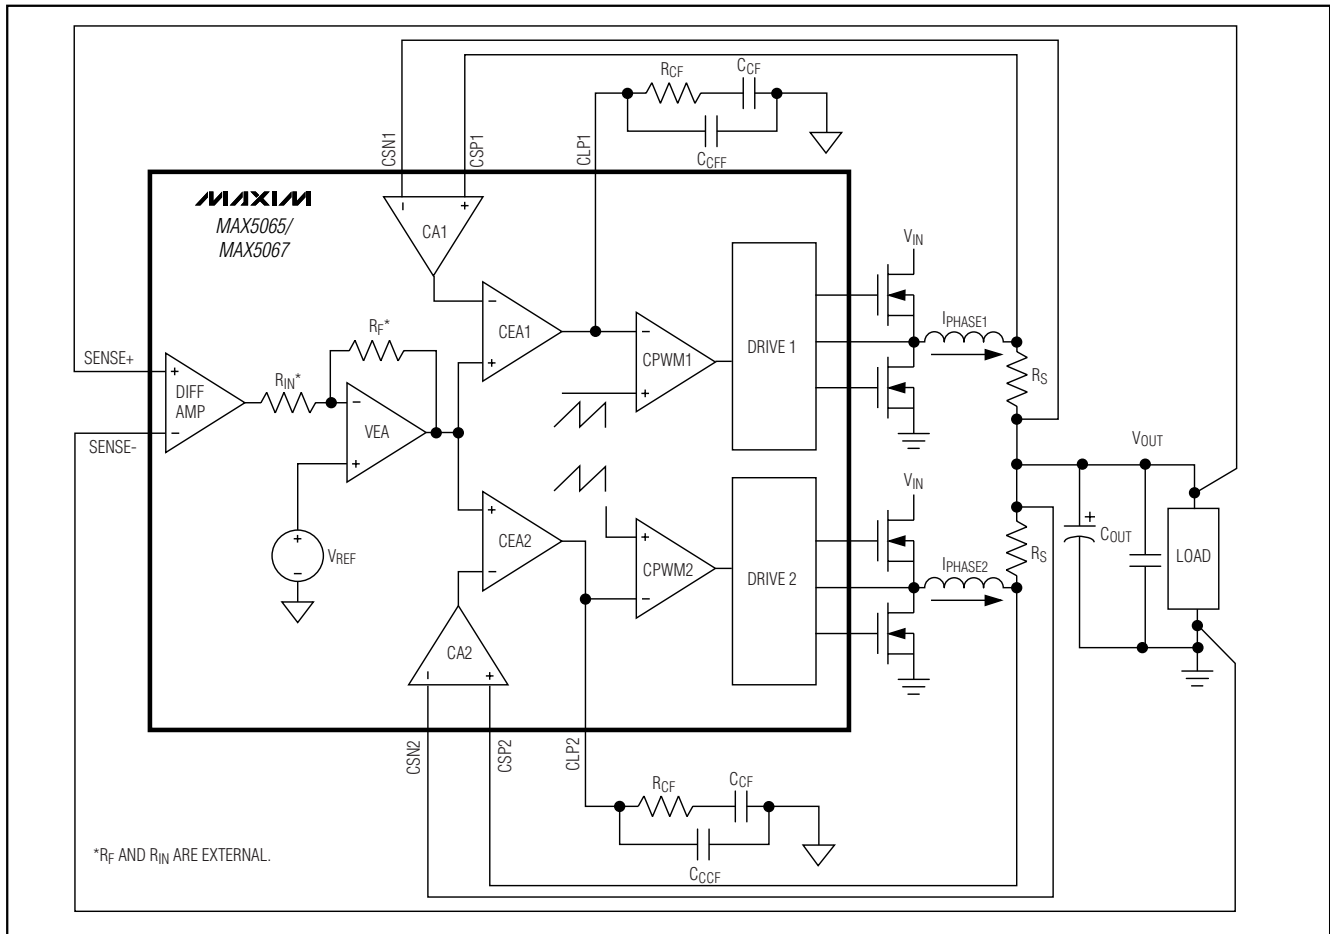 RCF
CCF
CCFF
CSN1
CSP1
CLP1
MAXIM
MAX5065/
MAX5067
CA1
VIN
RF*
CEA1
IPHASE1
SENSE+
CPWM1
DRIVE 1
RIN*
DIFF
AMP
RS
VEA
SENSE-
VOUT
VIN
COUT
CEA2
VREF
LOAD
RS
CPWM2
DRIVE 2
IPHASE2
CA2
CSN2
CSP2
CLP2
RCF
CCF
CCCF
*RF AND RIN ARE EXTERNAL.